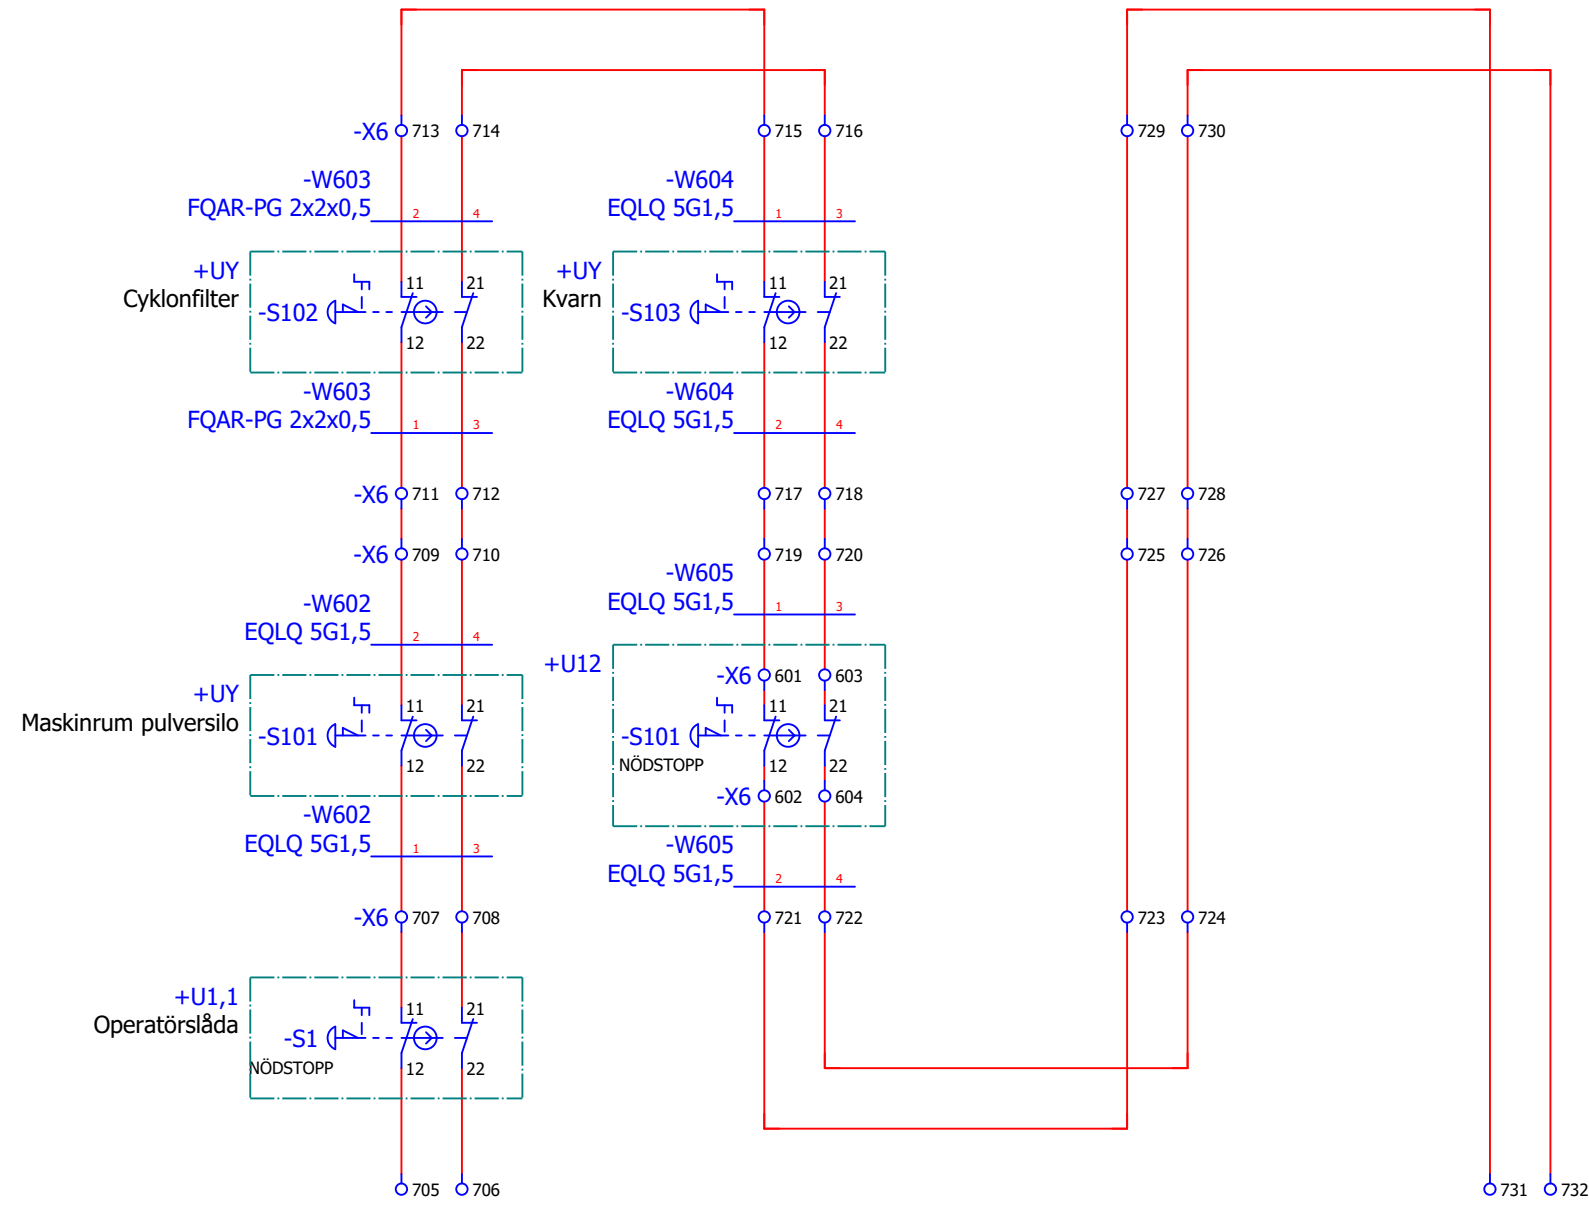 -X6 713 714
715 716
729 730
-W603
FQAR-PG 2x2x0,5 2 4
-W604
EQLQ 5G1,5 1 3
+UY
Cyklonfilter
-S102
11 21
12 22
+UY
Kvarn
-S103
11 21
12 22
-W603
FQAR-PG 2x2x0,5 1 3
-W604
EQLQ 5G1,5 2 4
-X6 711 712
717 718
727 728
-X6 709 710
719 720
725 726
-W602
EQLQ 5G1,5 2 4
-W605
EQLQ 5G1,5 1 3
+UY
Maskinrum pulversilo
-S101
11 21
12 22
+U12
-X6 601 603
-S101
NÖDSTOPP
11 21
12 22
-X6 602 604
-W602
EQLQ 5G1,5 1 3
-W605
EQLQ 5G1,5 2 4
-X6 707 708
721 722
723 724
+U1,1
Operatörslåda
-S1
NÖDSTOPP
11 21
12 22
705 706
731 732